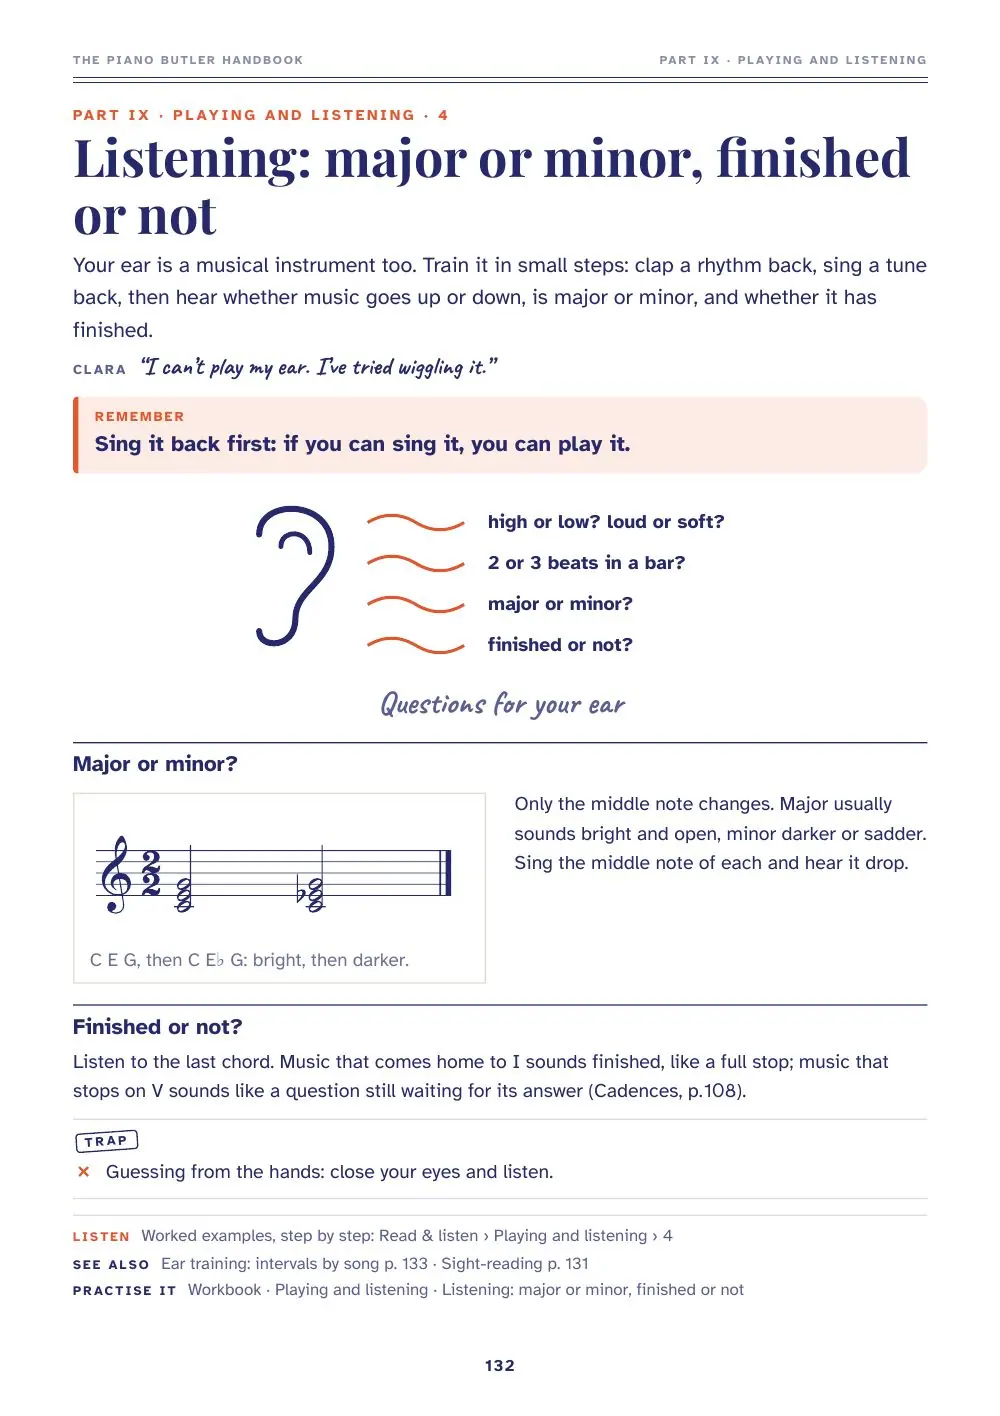 THE PIANO BUTLER HANDBOOK
PART IX · PLAYING AND LISTENING
PART IX · PLAYING AND LISTENING · 4
Listening: major or minor, finished
or not
Your ear is a musical instrument too. Train it in small steps: clap a rhythm back, sing a tune
back, then hear whether music goes up or down, is major or minor, and whether it has
finished.
CLARA “I can’t play my ear. I’ve tried wiggling it.”
REMEMBER
Sing it back first: if you can sing it, you can play it.
high or low? loud or soft?
2 or 3 beats in a bar?
major or minor?
finished or not?
Questions for your ear
Major or minor?
2
2
C E G, then C E♭ G: bright, then darker.
Only the middle note changes. Major usually
sounds bright and open, minor darker or sadder.
Sing the middle note of each and hear it drop.
Finished or not?
Listen to the last chord. Music that comes home to I sounds finished, like a full stop; music that
stops on V sounds like a question still waiting for its answer (Cadences, p.108).
TRAP
× Guessing from the hands: close your eyes and listen.
LISTEN Worked examples, step by step: Read & listen › Playing and listening › 4
SEE ALSO Ear training: intervals by song p. 133 · Sight-reading p. 131
PRACTISE IT Workbook · Playing and listening · Listening: major or minor, finished or not
132